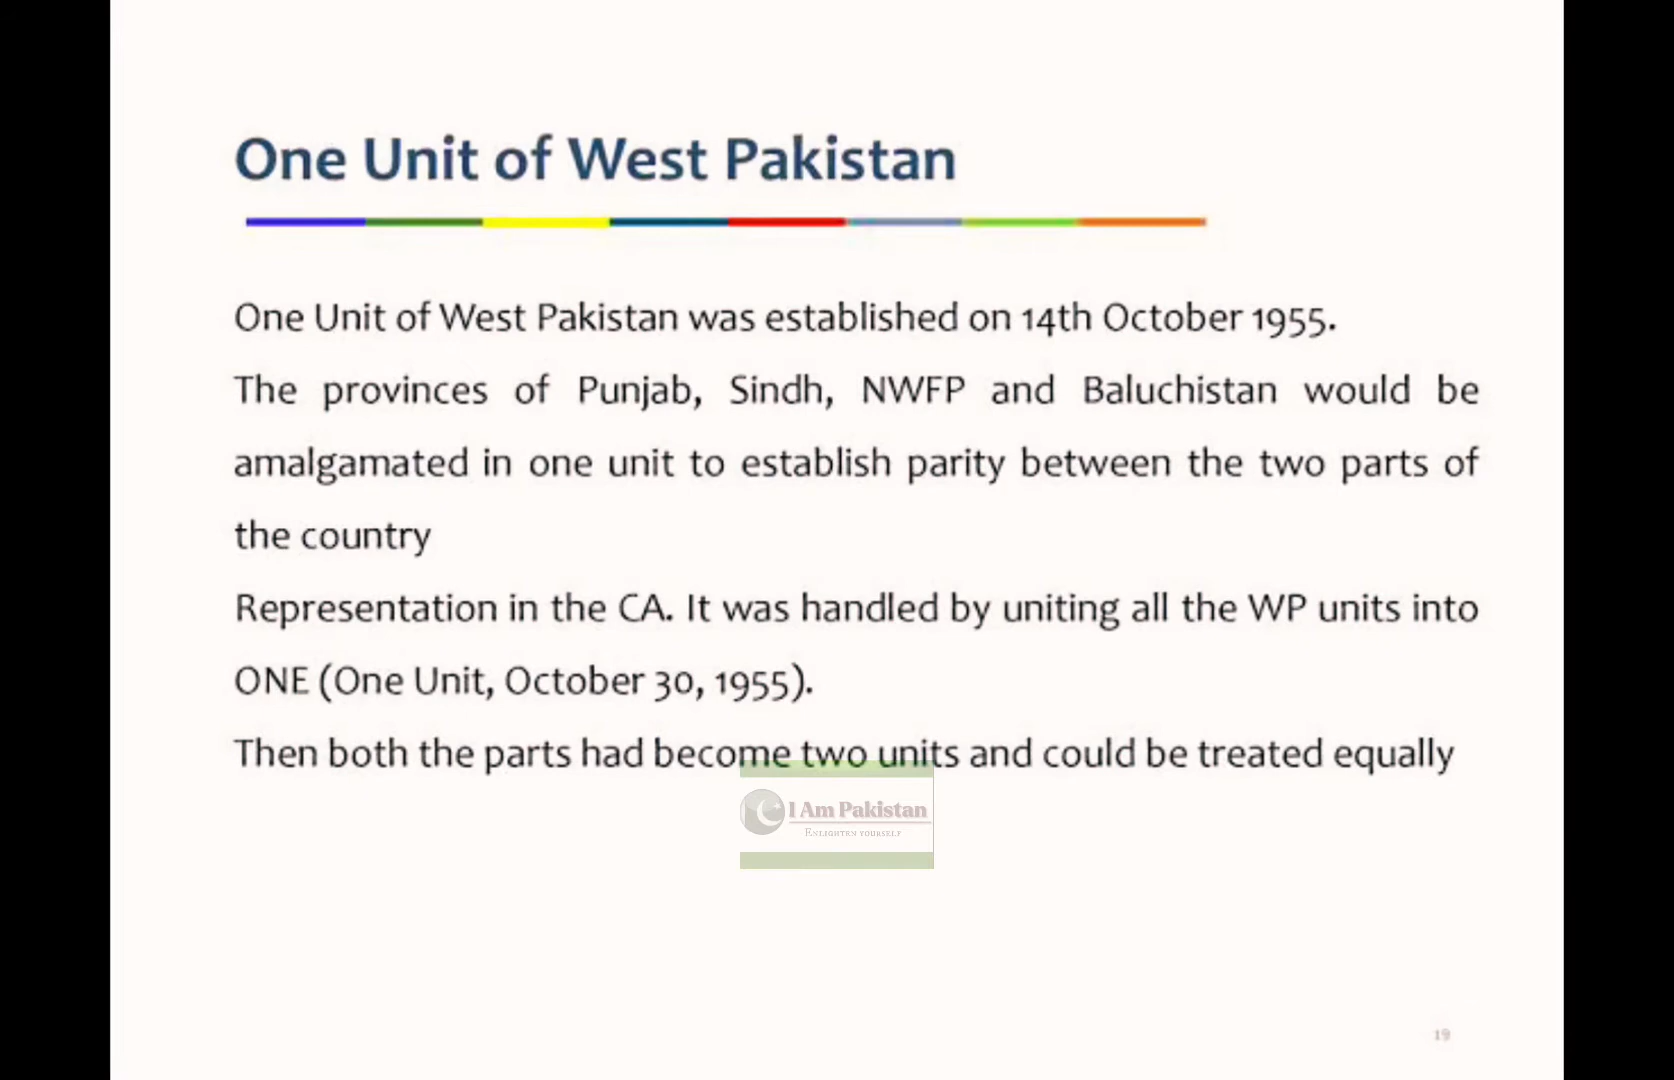 One Unit of West Pakistan
One Unit of West Pakistan was established on 14th October 1955.
The provinces of Punjab, Sindh, NWFP and Baluchistan would be
amalgamated in one unit to establish parity between the two parts of
the country
Representation in the CA. It was handled by uniting all the WP units into
ONE (One Unit, October 30, 1955).
Then both the parts had become two units and could be treated equally
I Am Pakistan
Enlighten yourself
19